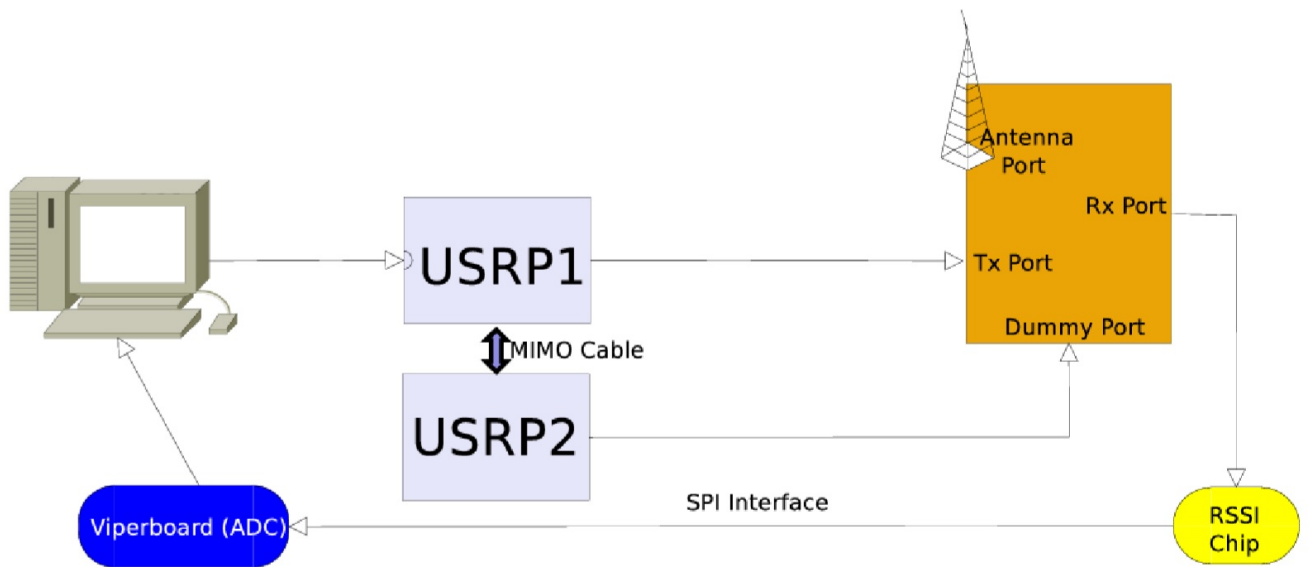 Antenna
Port
Rx Port
USRP1
Tx Port
Dummy Port
MIMO Cable
USRP2
SPI Interface
Viperboard (ADC)
RSSI
Chip